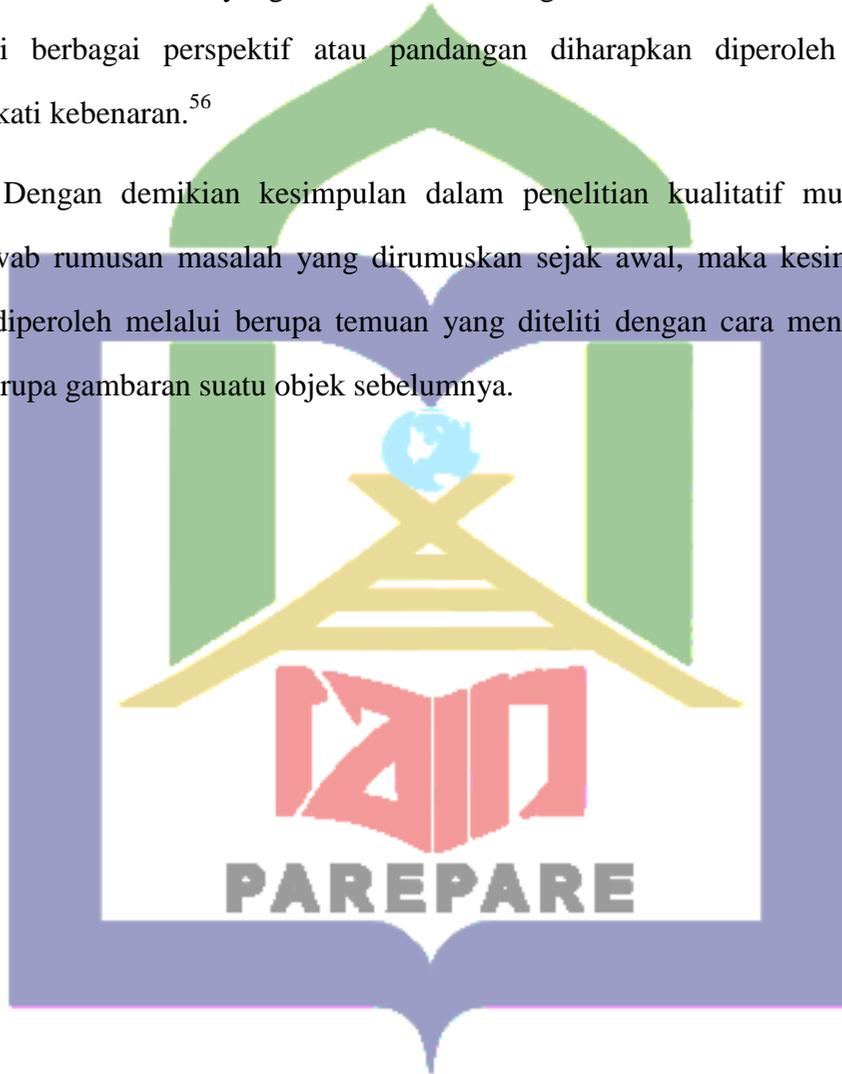 i berbagai perspektif atau pandangan diharapkan diperoleh
kati kebenaran.56
Dengan demikian kesimpulan dalam penelitian kualitatif mu
wab rumusan masalah yang dirumuskan sejak awal, maka kesin
diperoleh melalui berupa temuan yang diteliti dengan cara men
rupa gambaran suatu objek sebelumnya.
iain
PAREPARE